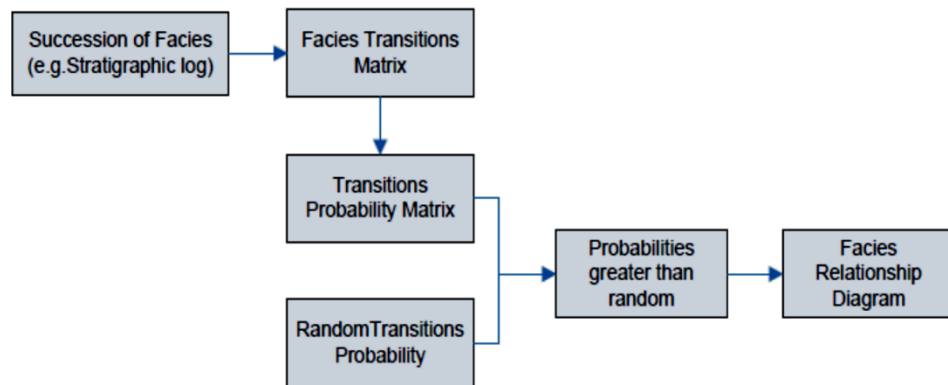 Succession of Facies
(e.g.Stratigraphic log)
Facies Transitions
Matrix
Transitions
Probability Matrix
RandomTransitions
Probability
Probabilities
greater than
random
Facies
Relationship
Diagram